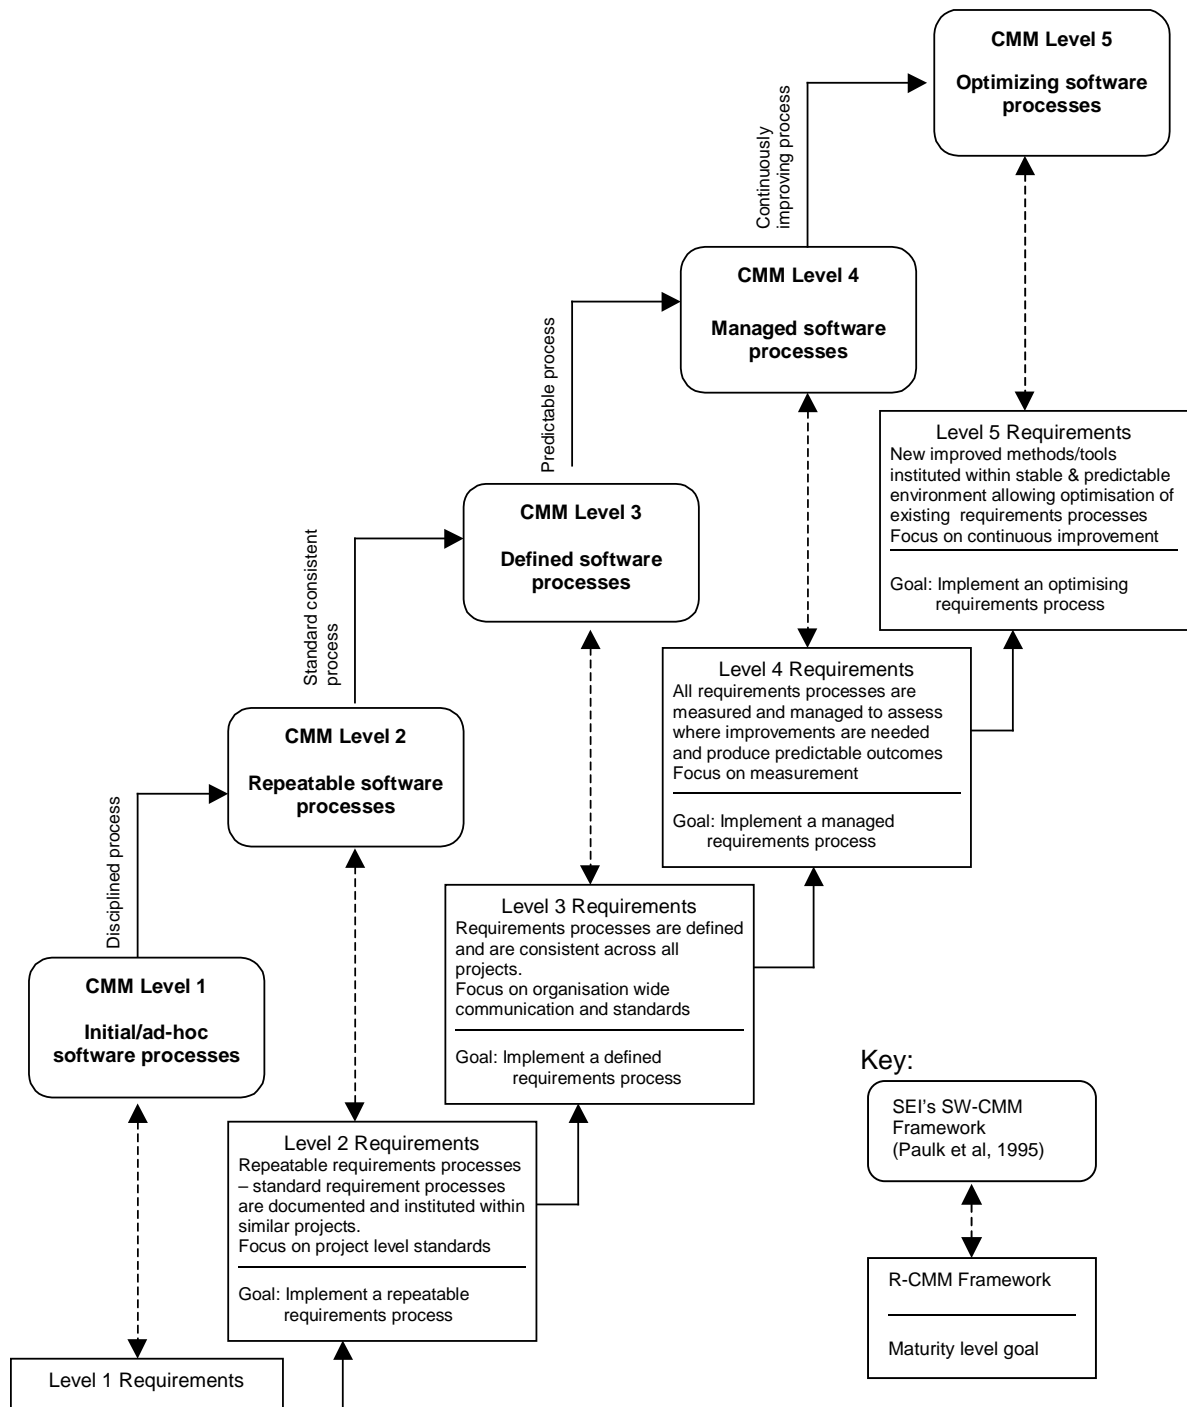 CMM Level 5
Optimizing software
processes
Continuously
improving process
CMM Level 4
Managed software
processes
Predictable process
Level 5 Requirements
New improved methods/tools
instituted within stable & predictable
environment allowing optimisation of
existing requirements processes
Focus on continuous improvement
Goal: Implement an optimising
requirements process
CMM Level 3
Defined software
processes
Standard consistent
process
Level 4 Requirements
All requirements processes are
measured and managed to assess
where improvements are needed
and produce predictable outcomes
Focus on measurement
Goal: Implement a managed
requirements process
CMM Level 2
Repeatable software
processes
Disciplined process
Level 3 Requirements
Requirements processes are defined
and are consistent across all
projects.
Focus on organisation wide
communication and standards
Goal: Implement a defined
requirements process
CMM Level 1
Initial/ad-hoc
software processes
Level 2 Requirements
Repeatable requirements processes
– standard requirement processes
are documented and instituted within
similar projects.
Focus on project level standards
Goal: Implement a repeatable
requirements process
Level 1 Requirements
Key:
SEI's SW-CMM
Framework
(Paulk et al, 1995)
R-CMM Framework
Maturity level goal